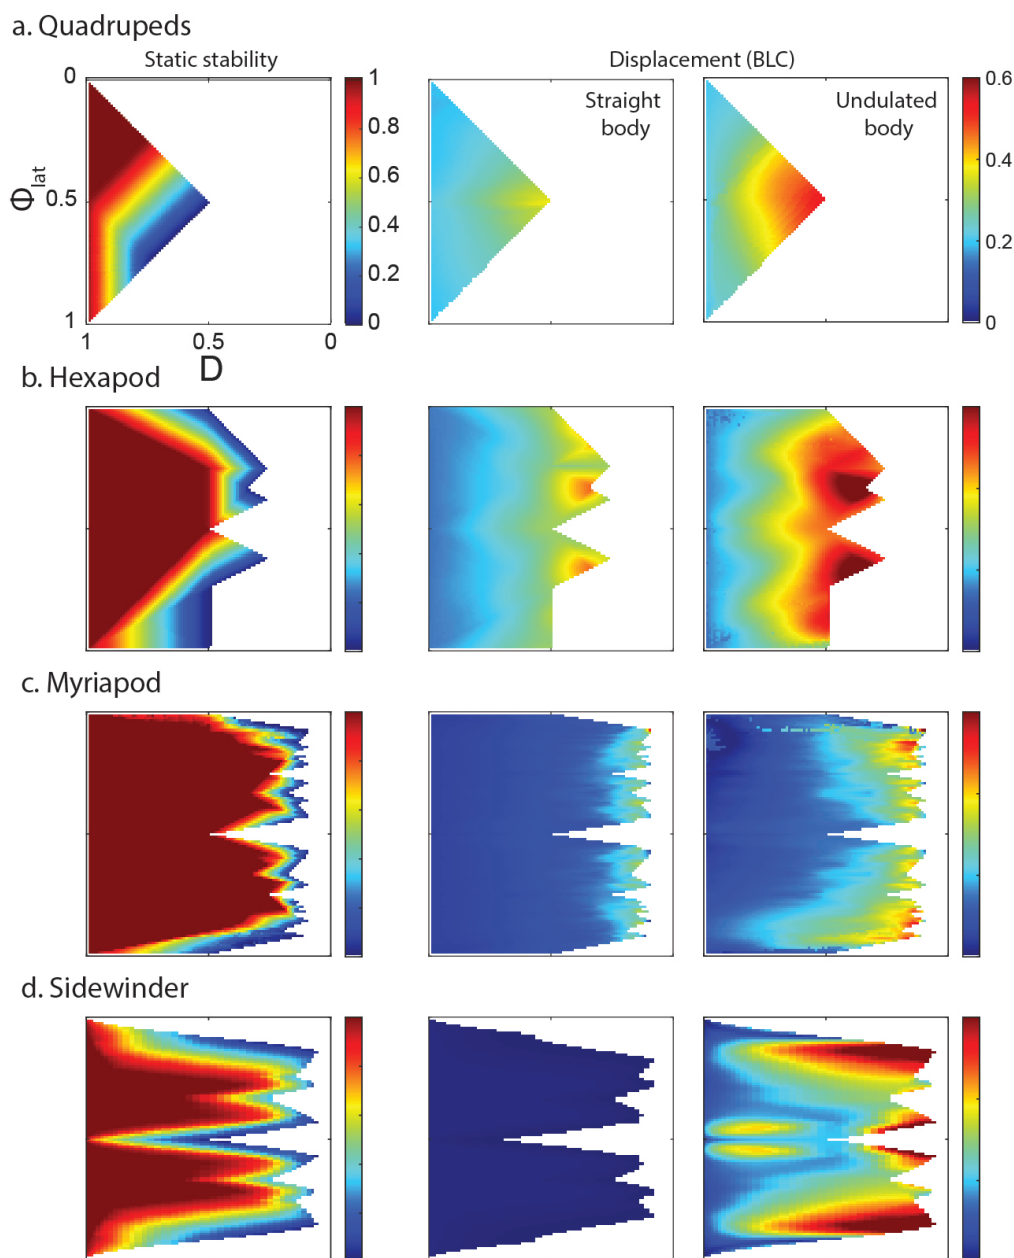 a. Quadrupeds
Static stability
Displacement (BLC)
0
Φlat
0.5
1
1
0.5
0
D
1
0.8
0.6
0.4
0.2
0
Straight
body
Undulated
body
0.6
0.4
0.2
0
b. Hexapod
c. Myriapod
d. Sidewinder